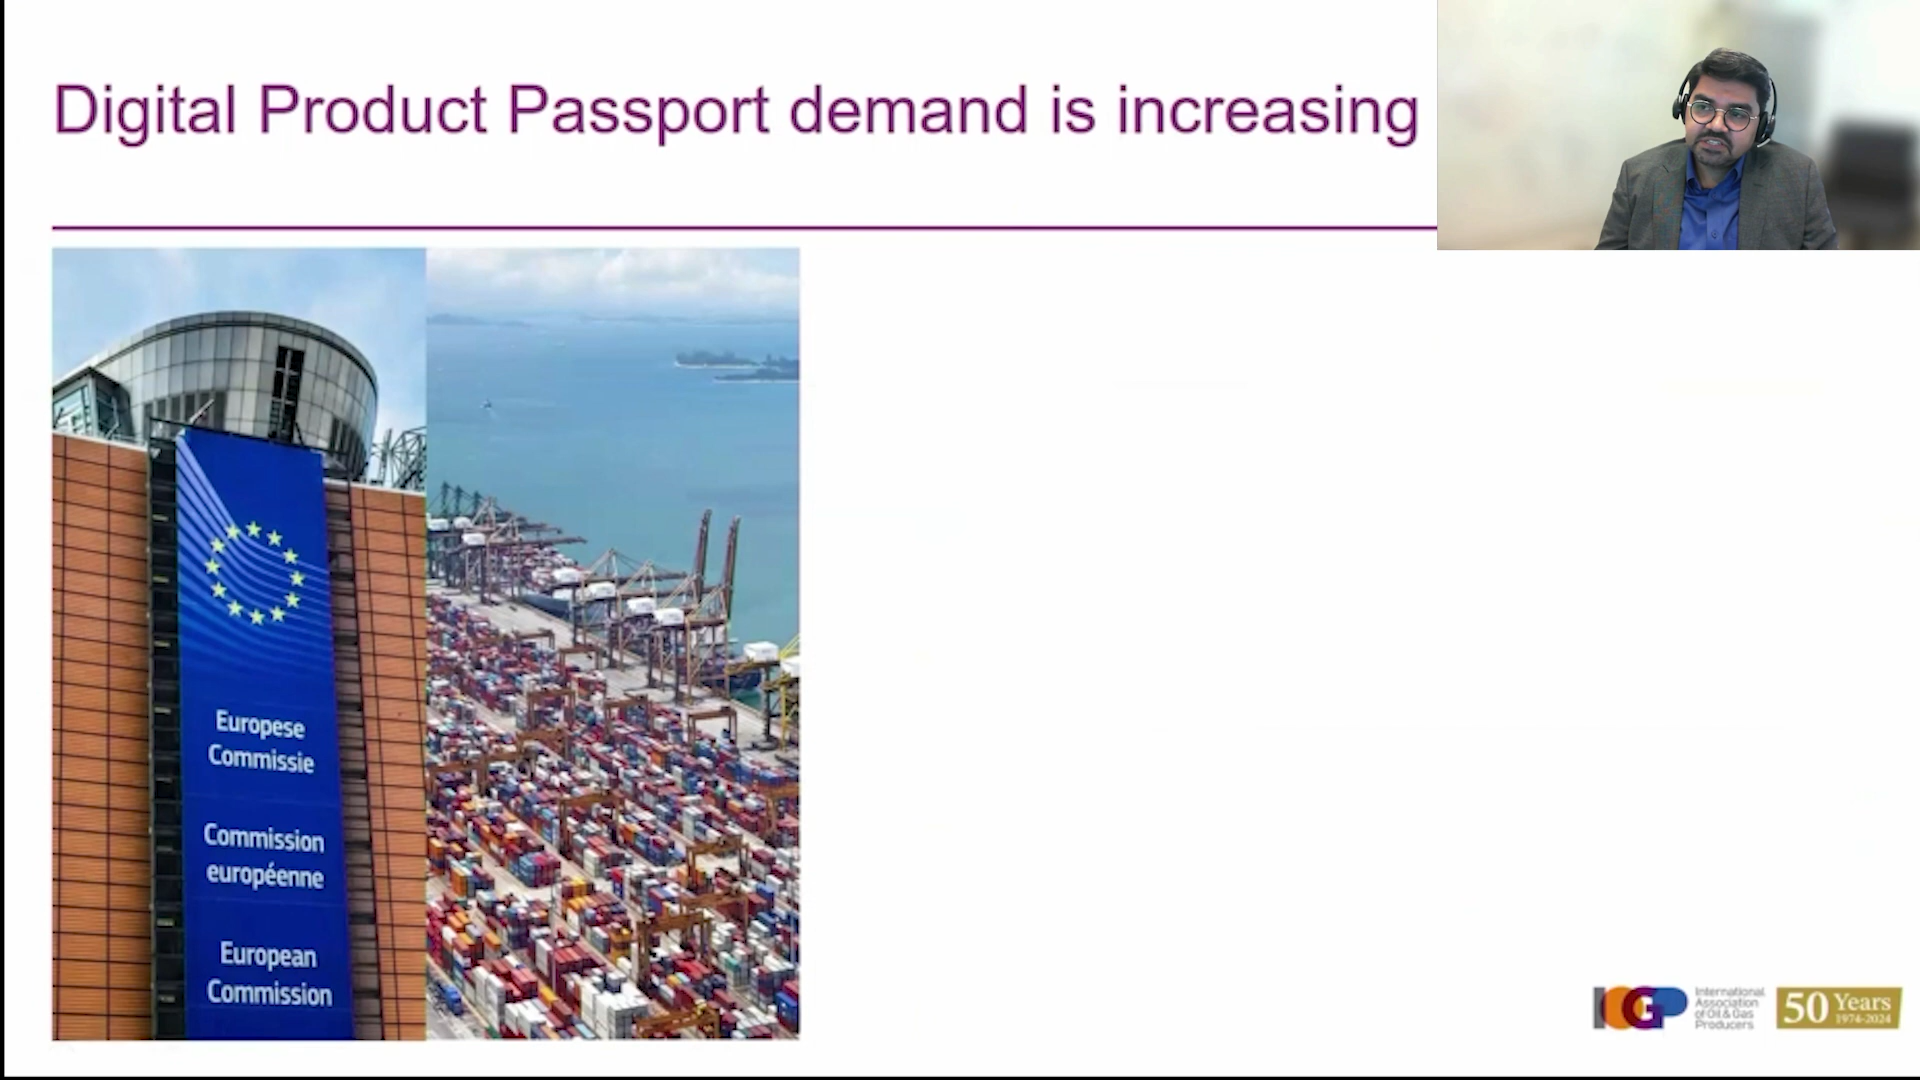 Digital Product Passport demand is increasing
Europese
Commissie
Commission
européenne
European
Commission
IOGP
International
Association
of Oil & Gas
Producers
50 Years
1974-2024